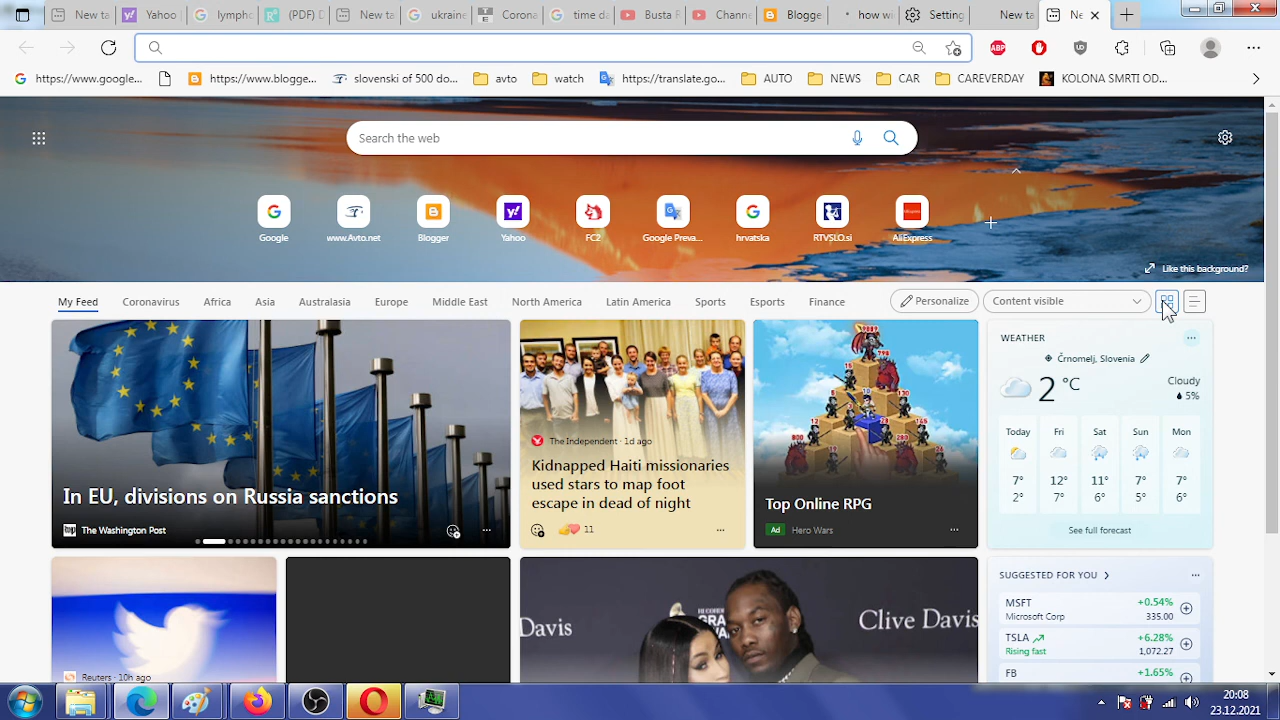 New ta
Yahoo
lymphc
(PDF) D
New ta
ukraine
Corona
time da
Busta R
Channe
Blogge
how wi
Setting
New ta
Ne
https://www.google...
https://www.blogge...
slovenski of 500 do...
avto
watch
https://translate.go...
AUTO
NEWS
CAR
CAREVERDAY
KOLONA SMRTI OD...
Search the web
Google
www.Avto.net
Blogger
Yahoo
FC2
Google Preva...
hrvatska
RTVSLO.si
AliExpress
Like this background?
My Feed
Coronavirus
Africa
Asia
Australasia
Europe
Middle East
North America
Latin America
Sports
Esports
Finance
Personalize
Content visible
In EU, divisions on Russia sanctions
The Washington Post
The Independent · 1d ago
Kidnapped Haiti missionaries
used stars to map foot
escape in dead of night
11
Top Online RPG
Ad Hero Wars
WEATHER
Črnomelj, Slovenia
2 °C
Cloudy
5%
Today Fri Sat Sun Mon
7° 12° 11° 7° 7°
2° 7° 6° 5° 6°
See full forecast
Reuters · 10h ago
Davis
Clive Davis
SUGGESTED FOR YOU
MSFT +0.54%
Microsoft Corp 335.00
TSLA +6.28%
Rising fast 1,072.27
FB +1.65%
20:08
23.12.2021